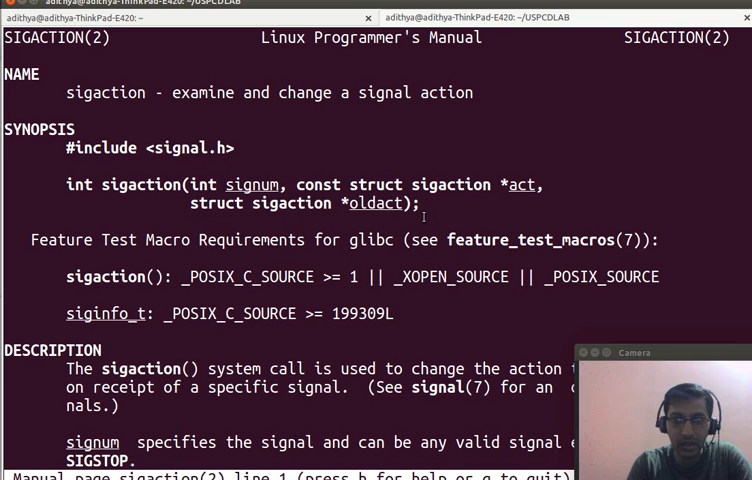 adithya@adithya-ThinkPad-E420: ~/USPCDLAB
adithya@adithya-ThinkPad-E420: ~
adithya@adithya-ThinkPad-E420: ~/USPCDLAB
SIGACTION(2) Linux Programmer's Manual SIGACTION(2)
NAME
sigaction - examine and change a signal action
SYNOPSIS
#include <signal.h>
int sigaction(int signum, const struct sigaction *act,
struct sigaction *oldact);
Feature Test Macro Requirements for glibc (see feature_test_macros(7)):
sigaction(): _POSIX_C_SOURCE >= 1 || _XOPEN_SOURCE || _POSIX_SOURCE
siginfo_t: _POSIX_C_SOURCE >= 199309L
DESCRIPTION
The sigaction() system call is used to change the action
on receipt of a specific signal. (See signal(7) for an
nals.)
signum specifies the signal and can be any valid signal
SIGSTOP.
Manual page sigaction(2) line 1 (press h for help or q to quit)
Camera